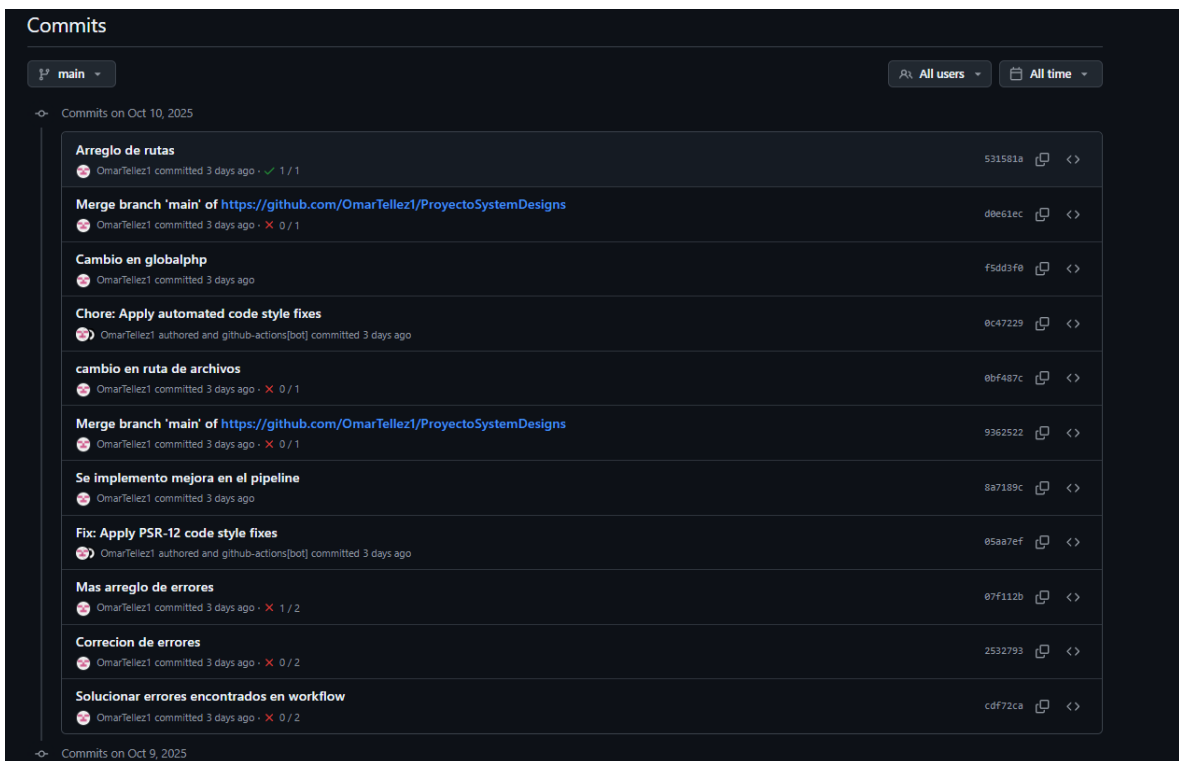 Commits
main
All users
All time
Commits on Oct 10, 2025
Arreglo de rutas
OmarTellez1 committed 3 days ago · ✓ 1 / 1
531581a
Merge branch 'main' of https://github.com/OmarTellez1/ProyectoSystemDesigns
OmarTellez1 committed 3 days ago · ✕ 0 / 1
d0e61ec
Cambio en globalphp
OmarTellez1 committed 3 days ago
f5dd3f0
Chore: Apply automated code style fixes
OmarTellez1 authored and github-actions[bot] committed 3 days ago
0c47229
cambio en ruta de archivos
OmarTellez1 committed 3 days ago · ✕ 0 / 1
0bf487c
Merge branch 'main' of https://github.com/OmarTellez1/ProyectoSystemDesigns
OmarTellez1 committed 3 days ago · ✕ 0 / 1
9362522
Se implemento mejora en el pipeline
OmarTellez1 committed 3 days ago
8a7189c
Fix: Apply PSR-12 code style fixes
OmarTellez1 authored and github-actions[bot] committed 3 days ago
05aa7ef
Mas arreglo de errores
OmarTellez1 committed 3 days ago · ✕ 1 / 2
07f112b
Correcion de errores
OmarTellez1 committed 3 days ago · ✕ 0 / 2
2532793
Solucionar errores encontrados en workflow
OmarTellez1 committed 3 days ago · ✕ 0 / 2
cdf72ca
Commits on Oct 9, 2025